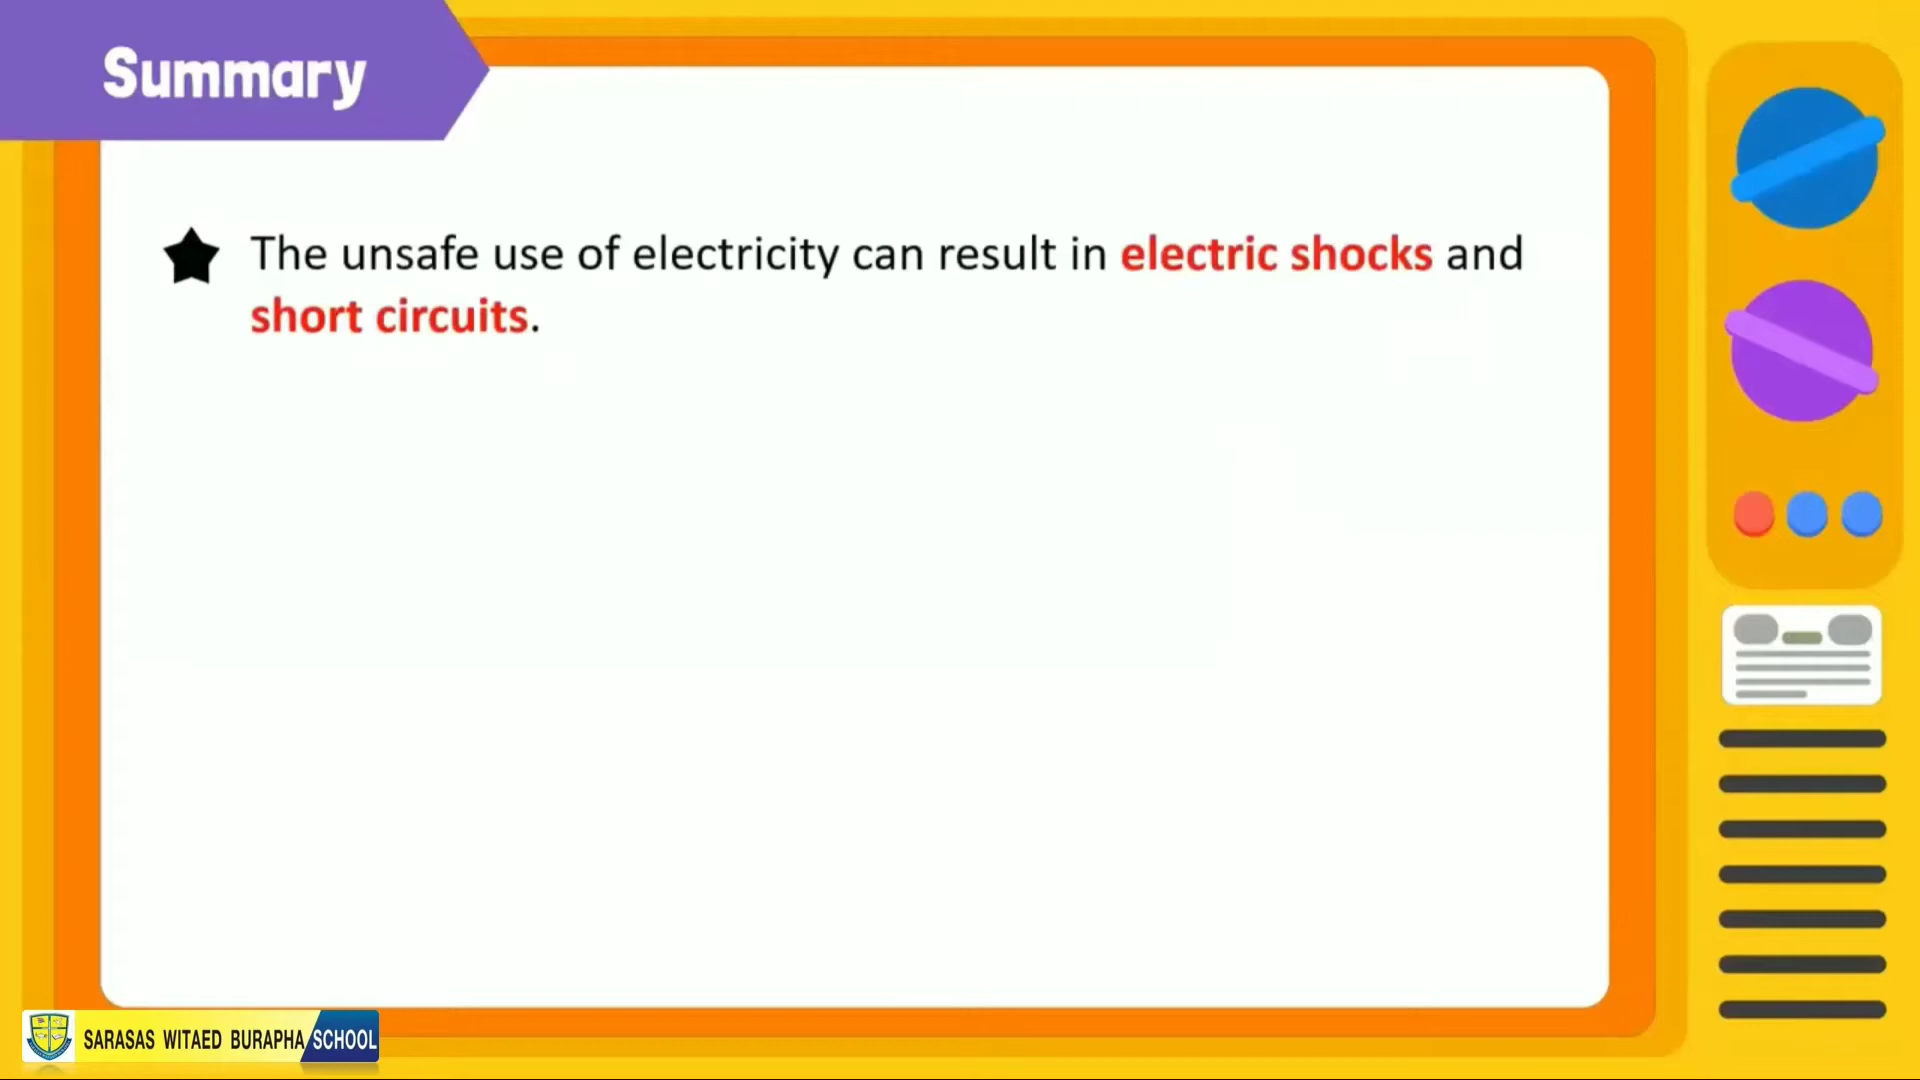 Summary
The unsafe use of electricity can result in electric shocks and
short circuits.
SARASAS WITAED BURAPHA SCHOOL